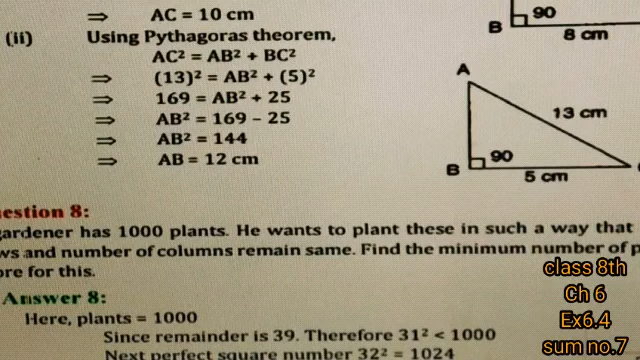 ⇒ AC = 10 cm
(ii) Using Pythagoras theorem,
AC² = AB² + BC²
⇒ (13)² = AB² + (5)²
⇒ 169 = AB² + 25
⇒ AB² = 169 – 25
⇒ AB² = 144
⇒ AB = 12 cm
B 90
8 cm
A
13 cm
B 90
5 cm
estion 8:
gardener has 1000 plants. He wants to plant these in such a way that
ws and number of columns remain same. Find the minimum number of p
ore for this.
Answer 8:
Here, plants = 1000
Since remainder is 39. Therefore 31² < 1000
Next perfect square number 32² = 1024
class 8th
Ch 6
Ex6.4
sum no.7